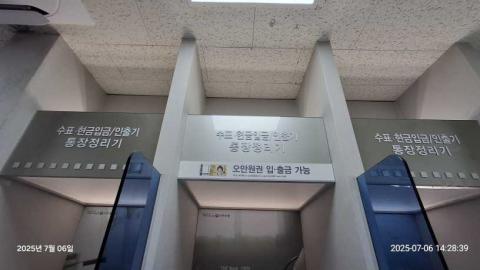 수표·현금입금/인출기
통장정리기
수표·현금입금/인출기
통장정리기
오만원권 입·출금 가능
수표·현금입금/인출기
통장정리기
2025년 7월 06일
2025-07-06 14:28:39